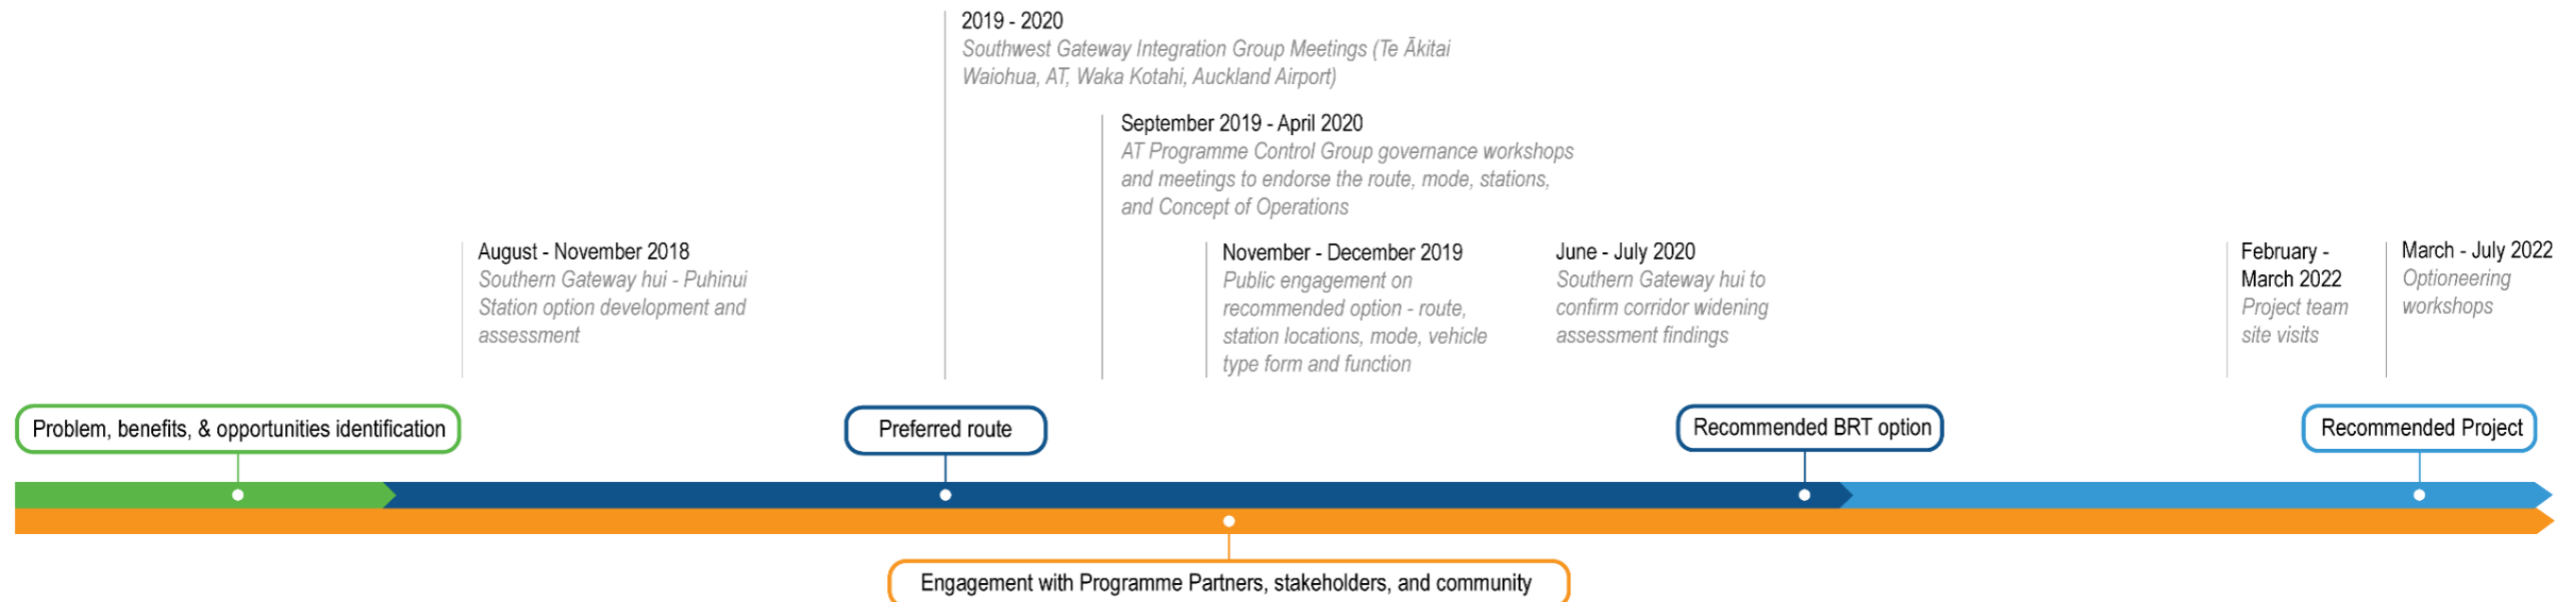 2019 - 2020
Southwest Gateway Integration Group Meetings (Te Ākitai
Waiohua, AT, Waka Kotahi, Auckland Airport)
September 2019 - April 2020
AT Programme Control Group governance workshops
and meetings to endorse the route, mode, stations,
and Concept of Operations
August - November 2018
Southern Gateway hui - Puhinui
Station option development and
assessment
November - December 2019
Public engagement on
recommended option - route,
station locations, mode, vehicle
type form and function
June - July 2020
Southern Gateway hui to
confirm corridor widening
assessment findings
February -
March 2022
Project team
site visits
March - July 2022
Optioneering
workshops
Problem, benefits, & opportunities identification
Preferred route
Recommended BRT option
Recommended Project
Engagement with Programme Partners, stakeholders, and community